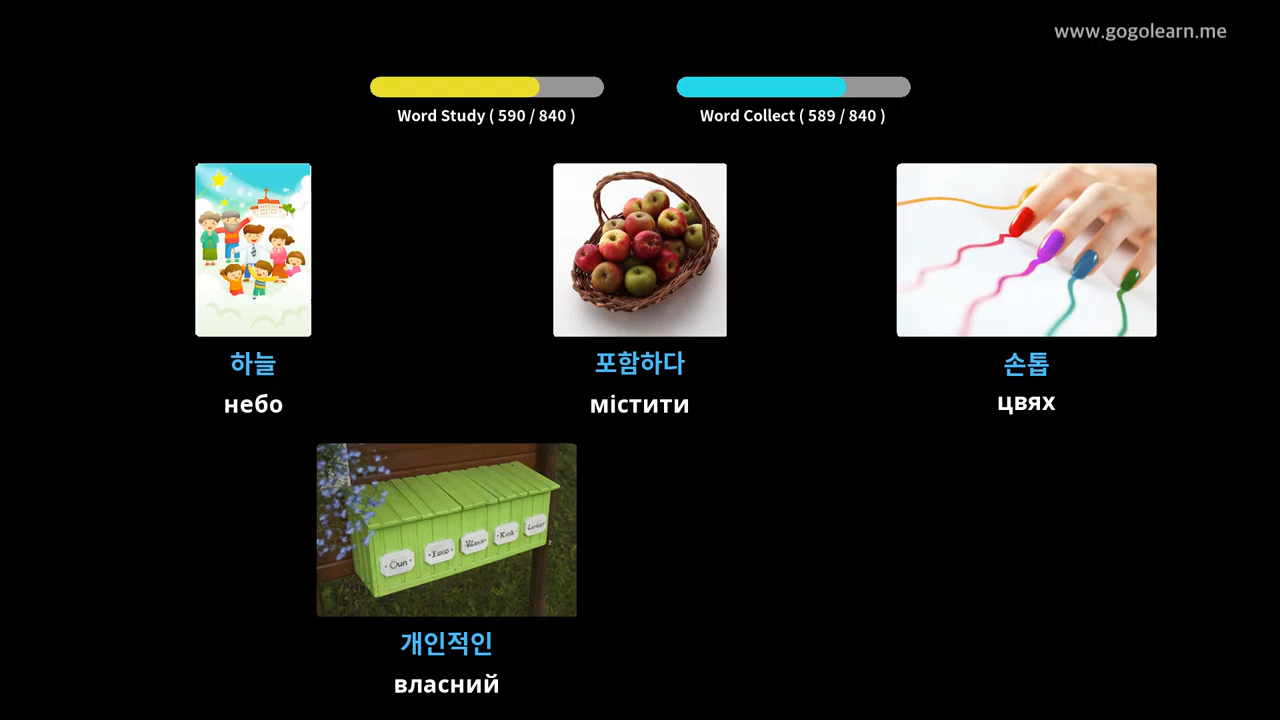 www.gogolearn.me
Word Study ( 590 / 840 )
Word Collect ( 589 / 840 )
하늘
небо
포함하다
містити
손톱
цвях
· Õun ·
개인적인
власний